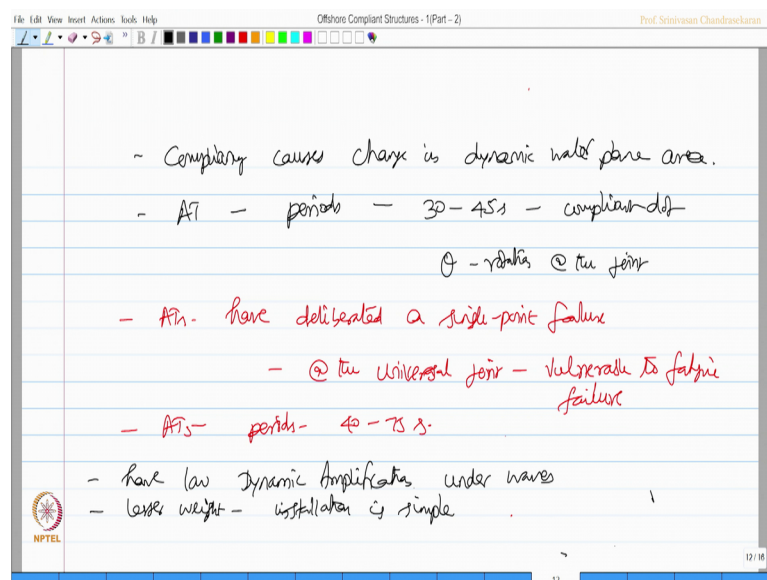 File Edit View Insert Actions Tools Help
Offshore Compliant Structures - 1(Part – 2)
Prof. Srinivasan Chandrasekaran
B I
- Compliancy causes change in dynamic water plane area.
- AT - periods - 30-45s - compliant dof
θ - rotation @ the joint
- ATs - have deliberated a single-point failure
- @ the universal joint - vulnerable to fatigue
failure
- ATs - periods - 40-75 s.
- have low Dynamic Amplification under waves
- lesser weight - installation is simple
NPTEL
12 / 16